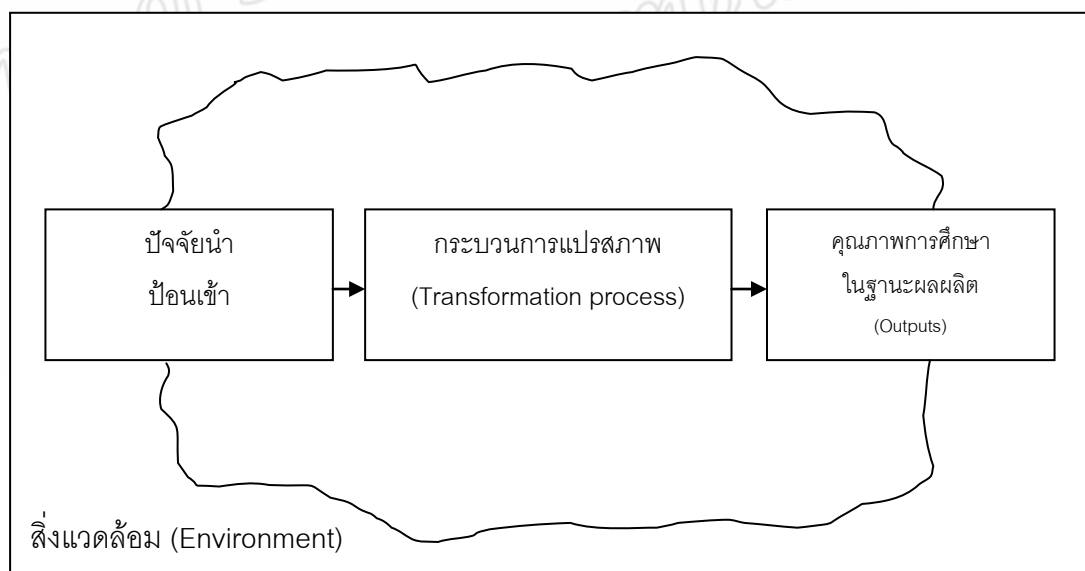 ปัจจัยนำ
ป้อนเข้า
กระบวนการแปรสภาพ
(Transformation process)
คุณภาพการศึกษา
ในฐานะผลผลิต
(Outputs)
สิ่งแวดล้อม (Environment)